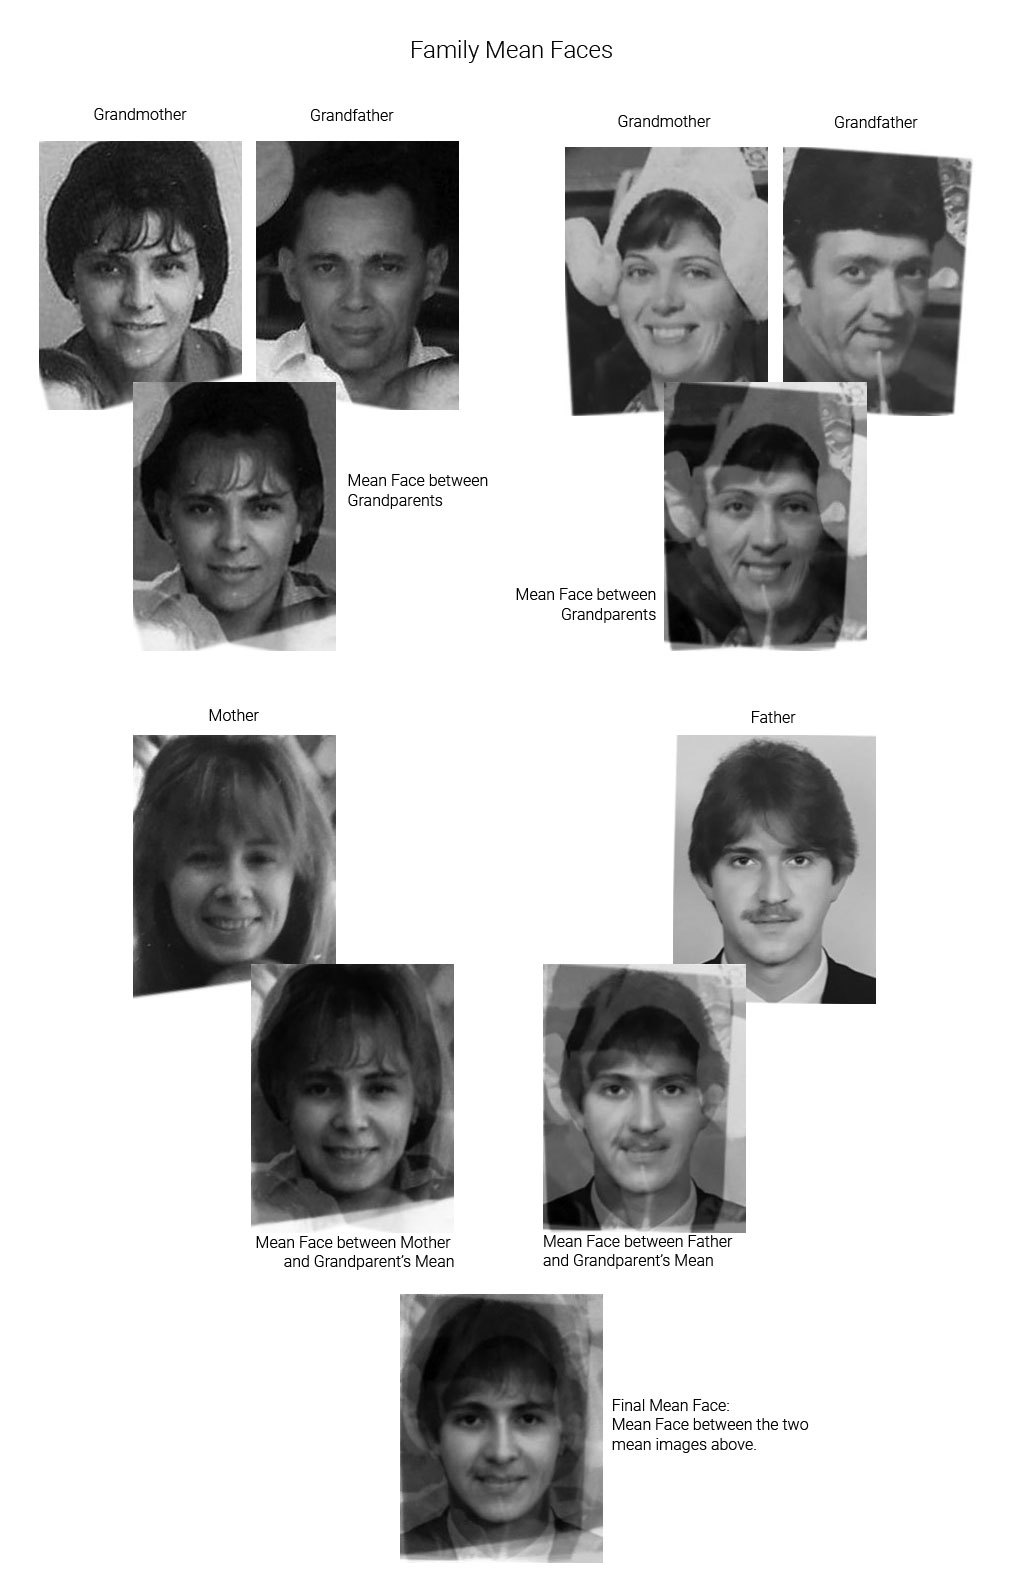 Family Mean Faces
Grandmother
Grandfather
Grandmother
Grandfather
Mean Face between
Grandparents
Mean Face between
Grandparents
Mother
Father
Mean Face between Mother
and Grandparent's Mean
Mean Face between Father
and Grandparent's Mean
Final Mean Face:
Mean Face between the two
mean images above.